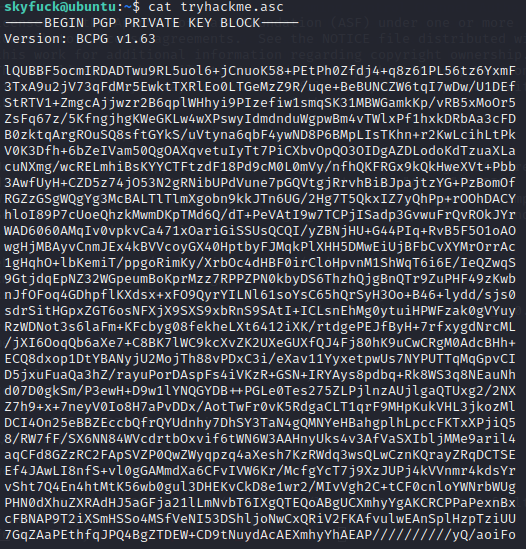 skyfuck@ubuntu:~$ cat tryhackme.asc
-----BEGIN PGP PRIVATE KEY BLOCK-----
Version: BCPG v1.63

lQUBBF5ocmIRDADTwu9RL5uol6+jCnuoK58+PEtPh0Zfdj4+q8z61PL56tz6YxmF
3TxA9u2jV73qFdMr5EwktTXRlEo0LTGeMzZ9R/uqe+BeBUNCZW6tqI7wDw/U1DEf
StRTV1+ZmgcAjjwzr2B6qplWHhyi9PIzefiw1smqSK31MBWGamkKp/vRB5xMoOr5
ZsFq67z/5KfngjhgKWeGKLw4wXPswyIdmdnduWgpwBm4vTWlxPf1hxkDRbAa3cFD
B0zktqArgROuSQ8sftGYkS/uVtyna6qbF4ywND8P6BMpLIsTKhn+r2KwLcihLtPk
V0K3Dfh+6bZeIVam50QgOAXqvetuIyTt7PiCXbvOpQO3OIDgAZDLodoKdTzuaXLa
cuNXmg/wcRELmhiBsKYYCTFtzdF18Pd9cM0L0mVy/nfhQKFRGx9kQkHweXVt+Pbb
3AwfUyH+CZD5z74jO53N2gRNibUPdVune7pGQVtgjRrvhBiBJpajtzYG+PzBomOf
RGZzGSgWQgYg3McBALTlTlmXgobn9kkJTn6UG/2Hg7T5QkxIZ7yQhPp+rOOhDACY
hloI89P7cUoeQhzkMwmDKpTMd6Q/dT+PeVAtI9w7TCPjISadp3GvwuFrQvROkJYr
WAD6060AMqIv0vpkvCa471xOariGiSSUsQCQI/yZBNjHU+G44PIq+RvB5F5O1oAO
wgHjMBAyvCnmJEx4kBVVcoyGX40HptbyFJMqkPlXHH5DMwEiUjBFbCvXYMrOrrAc
1gHqhO+lbKemiT/ppgoRimKy/XrbOc4dHBF0irCloHpvnM1ShWqT6i6E/IeQZwqS
9GtjdqEpNZ32WGpeumBoKprMzz7RPPZPN0kbyDS6ThzhQjgBnQTr9ZuPHF49zKwb
nJfOFoq4GDhpflKXdsx+xFO9QyrYILNl61soYsC65hQrSyH3Oo+B46+lydd/sjs0
sdrSitHGpxZGT6osNFXjX9SXS9xbRnS9SAtI+ICLsnEhMg0ytuiHPWFzak0gVYuy
RzWDNot3s6laFm+KFcbyg08fekheLXt6412iXK/rtdgePEJfByH+7rfxygdNrcML
/jXI6OoqQb6aXe7+C8BK7lWC9kcXvZK2UXeGUXfQJ4Fj80hK9uCwCRgM0AdcBHh+
ECQ8dxop1DtYBANyjU2MojTh88vPDxC3i/eXav11YyxetpwUs7NYPUTTqMqGpvCI
D5jxuFuaQa3hZ/rayuPorDAspFs4iVKzR+GSN+IRYAys8pdbq+Rk8WS3q8NEauNh
d07D0gkSm/P3ewH+D9w1lYNQGYDB++PGLe0Tes275ZLPjlnzAUjlgaQTUxg2/2NX
Z7h9+x+7neyV0Io8H7aPvDDx/AotTwFr0vK5RdgaCLT1qrF9MHpKukVHL3jkozMl
DCI4On25eBBZEccbQfrQYUdnhy7DhSY3TaN4gQMNYeHBahgplhLpccFKTxXPjiQ5
8/RW7fF/SX6NN84WVcdrtbOxvif6tWN6W3AAHnyUks4v3AfVaSXIbljMMe9aril4
aqCFd8GZzRC2FApSVZP0QwZWyqpzq4aXesh7KzRWdq3wsQLwCznKQrayZRqDCTSE
Ef4JAwLI8nfS+vl0gGAMmdXa6CFvIVW6Kr/McfgYcT7j9XzJUPj4kVVnmr4kdsYr
vSht7Q4En4htMtK56wb0gul3DHEKvCkD8e1wr2/MIvVgh2C+tCF0cnloYWNrbWUg
PHN0dXhuZXRAdHJ5aGFja21lLmNvbT6IXgQTEQoABgUCXmhyYgAKCRCPPaPexnBx
cFBNAP9T2iXSmHSSo4MSfVeNI53DShljoNwCxQRiV2FKAfvulwEAnSplHzpTziUU
7GqZAaPEthfqJPQ4BgZTDEW+CD9tNuydAcAEXmhyYhAEAP//////////yQ/aoiFo